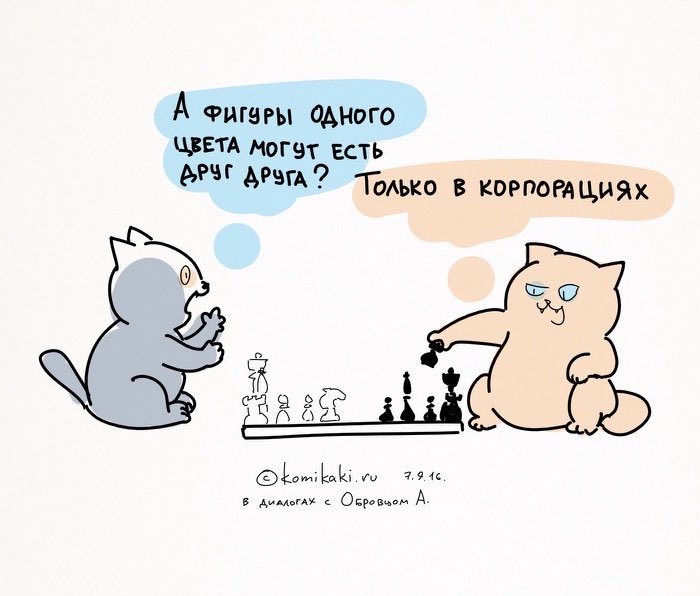 А ФИГУРЫ ОДНОГО
ЦВЕТА МОГУТ ЕСТЬ
ДРУГ ДРУГА?
ТОЛЬКО В КОРПОРАЦИЯХ
©komikaki.ru 7.9.16.
в диалогах с Обровцом А.